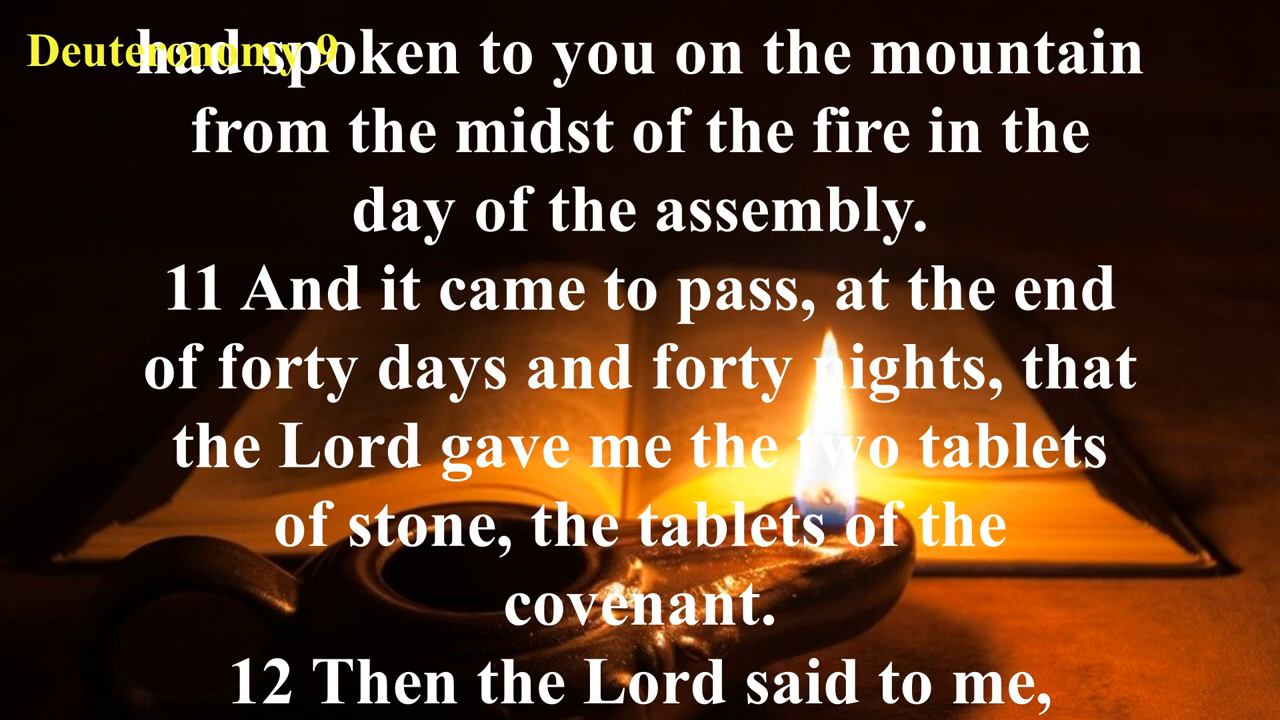 Deuteronomy 9
had spoken to you on the mountain
from the midst of the fire in the
day of the assembly.
11 And it came to pass, at the end
of forty days and forty nights, that
the Lord gave me the two tablets
of stone, the tablets of the
covenant.
12 Then the Lord said to me,